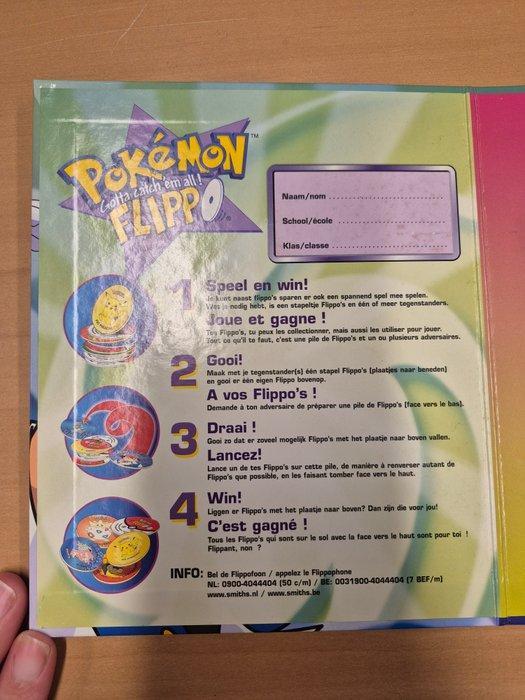 POKéMON™
Gotta catch 'em all!
FLIPPO®
Naam/nom
School/école
Klas/classe
1 Speel en win!
Je kunt naast flippo's sparen er ook een spannend spel mee spelen.
Wat je nodig hebt, is een stapeltje Flippo's en één of meer tegenstanders.
Joue et gagne !
Tes Flippo's, tu peux les collectionner, mais aussi les utiliser pour jouer.
Tout ce qu'il te faut, c'est une pile de Flippo's et un ou plusieurs adversaires.
2 Gooi!
Maak met je tegenstander(s) één stapel Flippo's (plaatjes naar beneden)
en gooi er één eigen Flippo bovenop.
A vos Flippo's !
Demande à ton adversaire de préparer une pile de Flippo's (face vers le bas).
3 Draai !
Gooi zo dat er zoveel mogelijk Flippo's met het plaatje naar boven vallen.
Lancez!
Lance un de tes Flippo's sur cette pile, de manière à renverser autant de
Flippo's que possible, en les faisant tomber face vers le haut.
4 Win!
Liggen er Flippo's met het plaatje naar boven? Dan zijn die voor jou!
C'est gagné !
Tous les Flippo's qui sont sur le sol avec la face vers le haut sont pour toi !
Flippant, non ?
INFO: Bel de Flippofoon / appelez le Flippophone
NL: 0900-4044404 (50 c/m) / BE: 0031900-4044404 (7 BEF/m)
www.smiths.nl / www.smiths.be